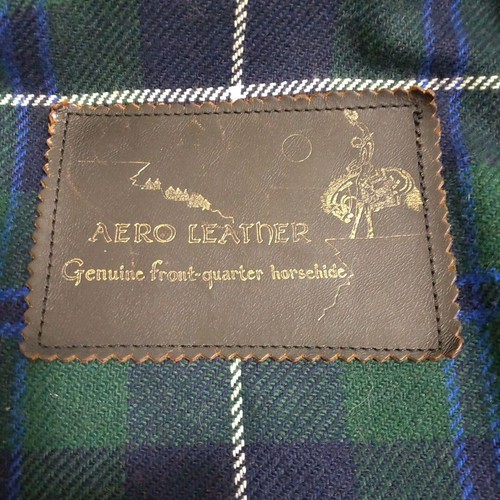 AERO LEATHER
Genuine front-quarter horsehide